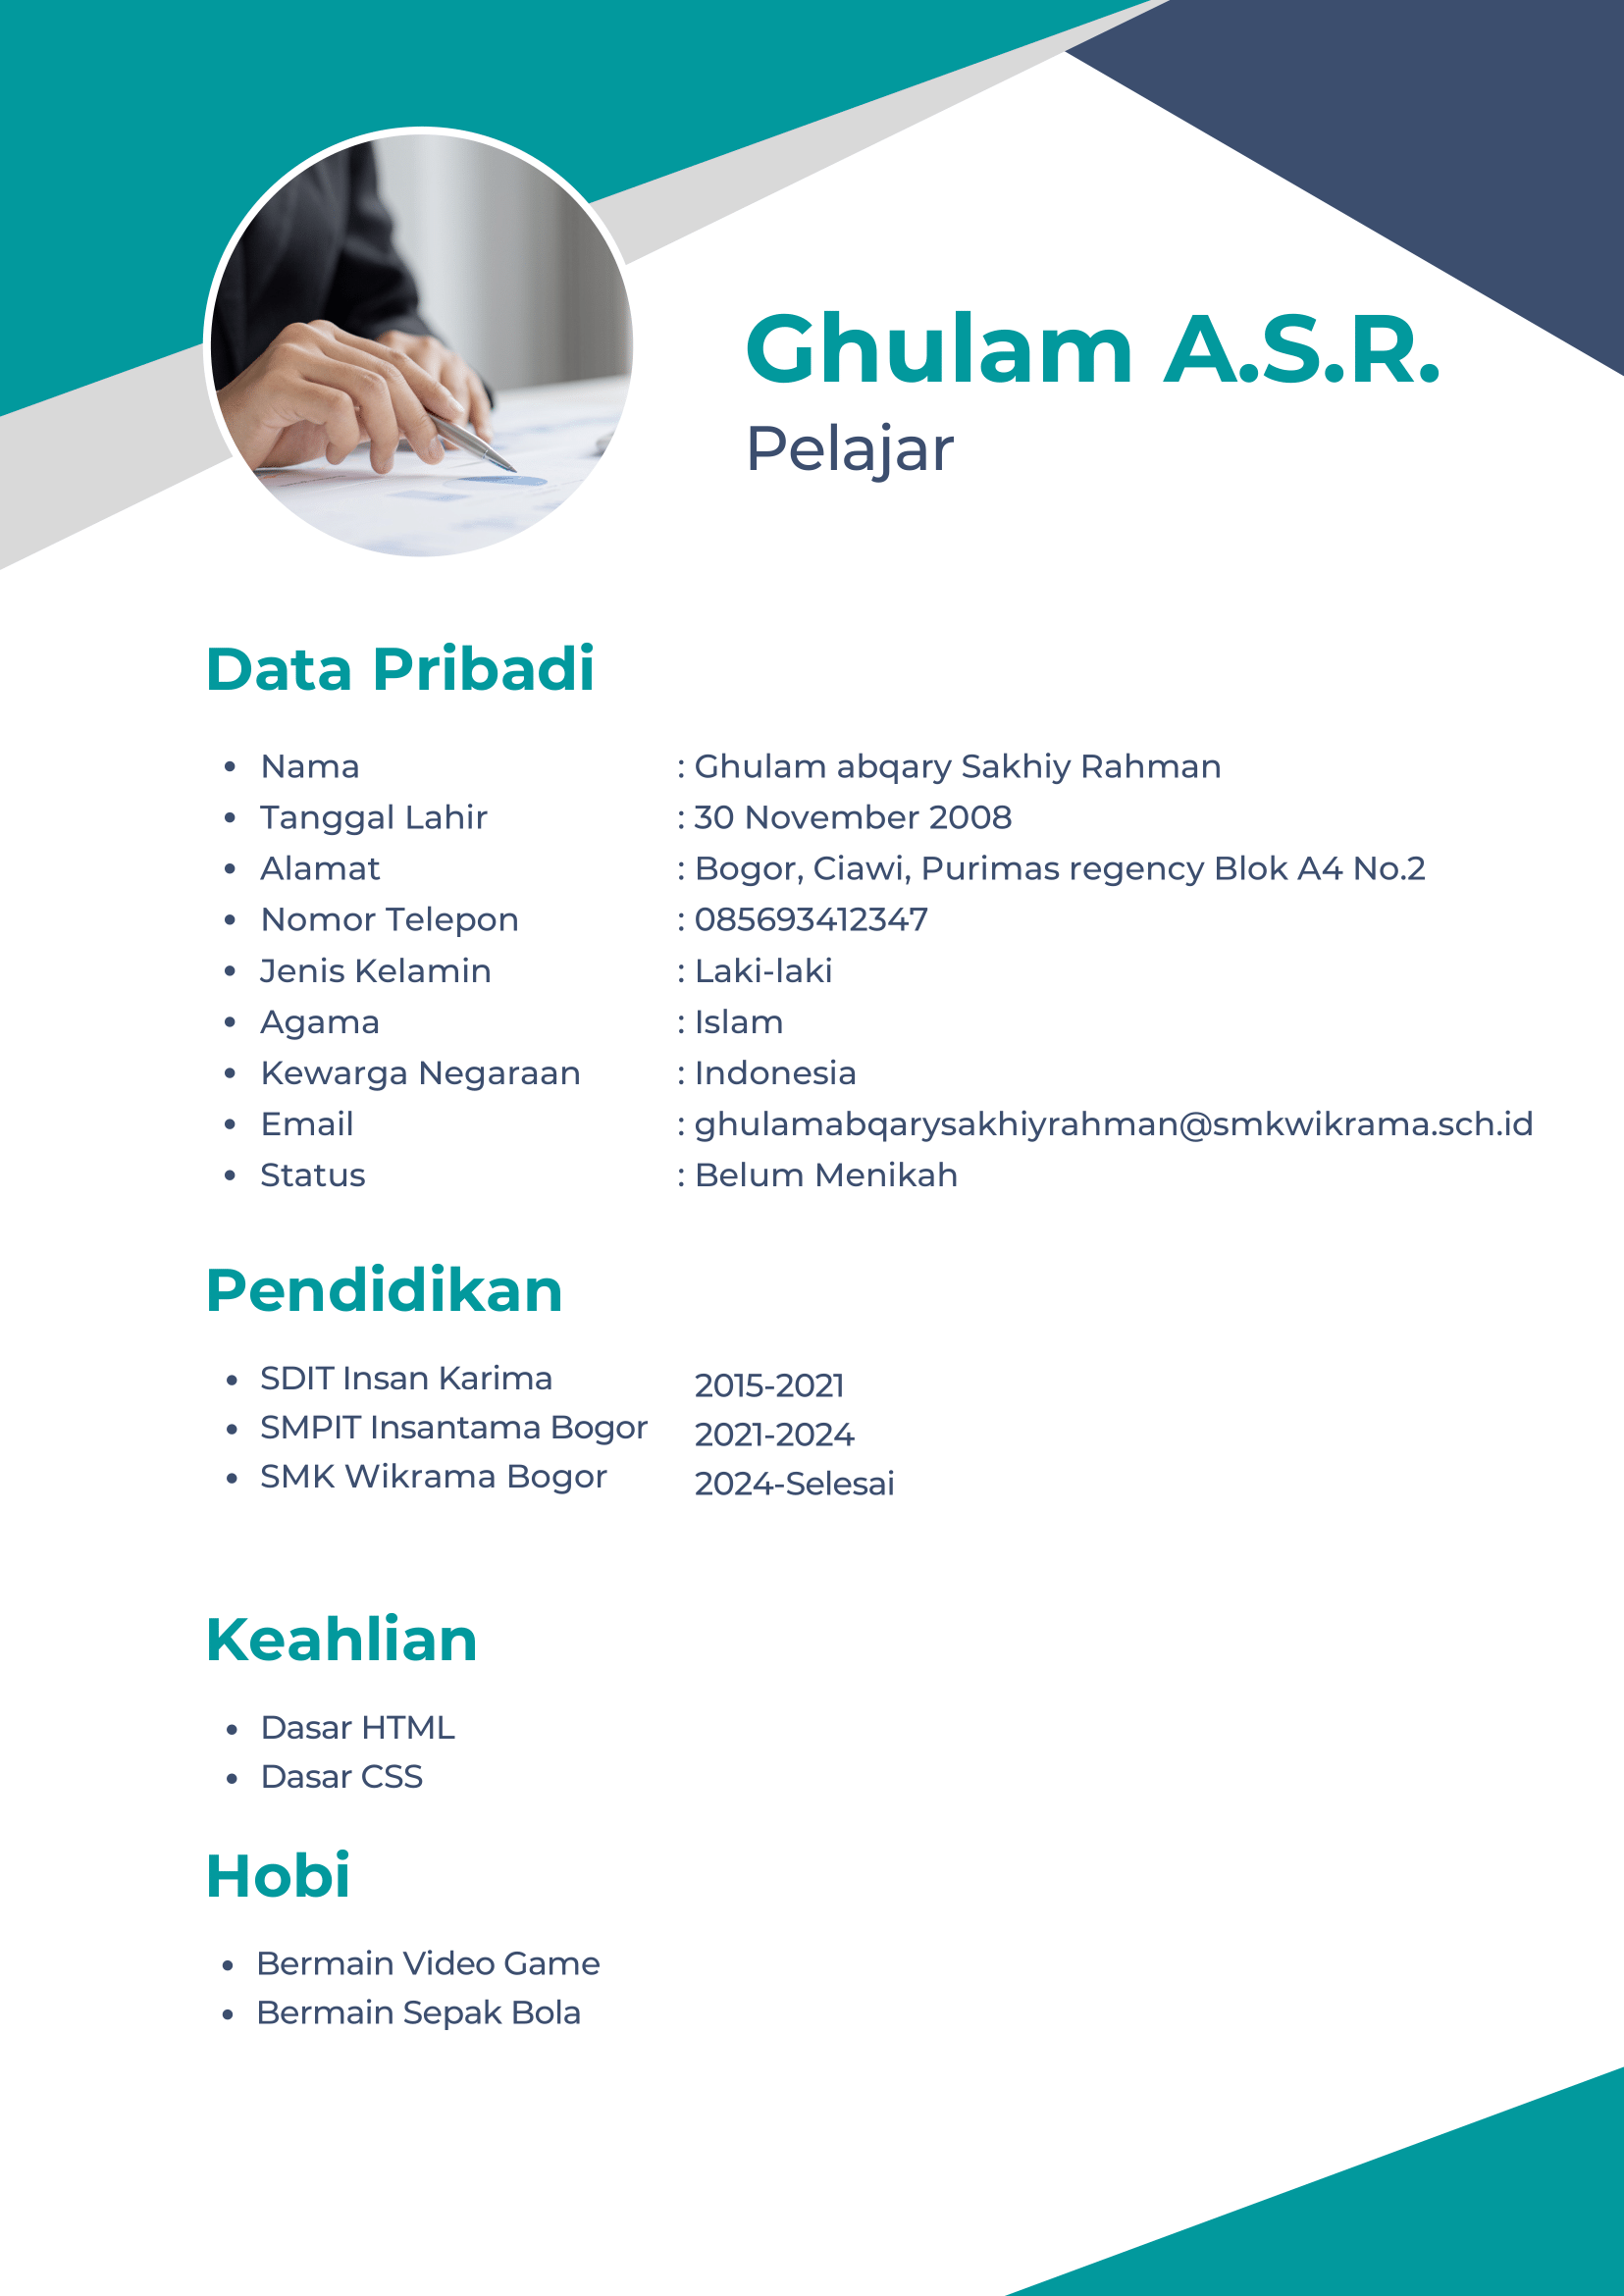 Ghulam A.S.R.
Pelajar
Data Pribadi
• Nama : Ghulam abqary Sakhiy Rahman
• Tanggal Lahir : 30 November 2008
• Alamat : Bogor, Ciawi, Purimas regency Blok A4 No.2
• Nomor Telepon : 085693412347
• Jenis Kelamin : Laki-laki
• Agama : Islam
• Kewarga Negaraan : Indonesia
• Email : ghulamabqarysakhiyrahman@smkwikrama.sch.id
• Status : Belum Menikah
Pendidikan
• SDIT Insan Karima 2015-2021
• SMPIT Insantama Bogor 2021-2024
• SMK Wikrama Bogor 2024-Selesai
Keahlian
• Dasar HTML
• Dasar CSS
Hobi
• Bermain Video Game
• Bermain Sepak Bola